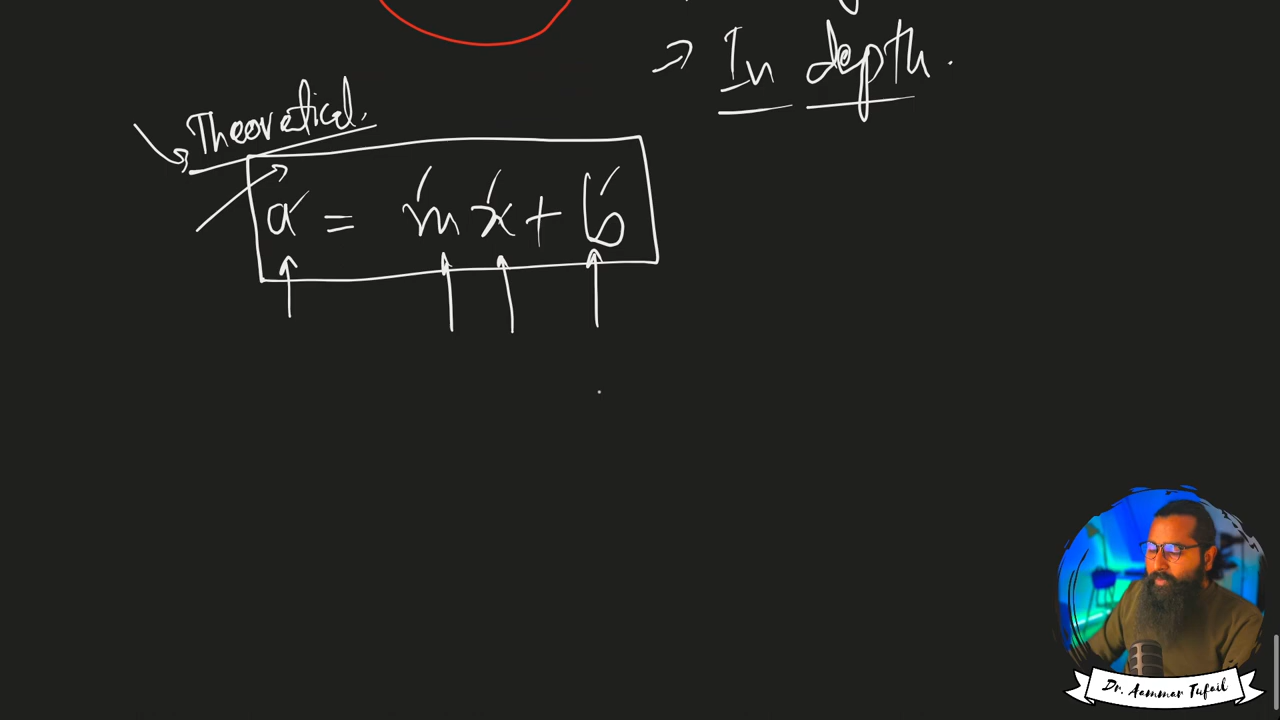 → In depth.
Theoretical.
a = mx + b
Dr. Aammar Tufail